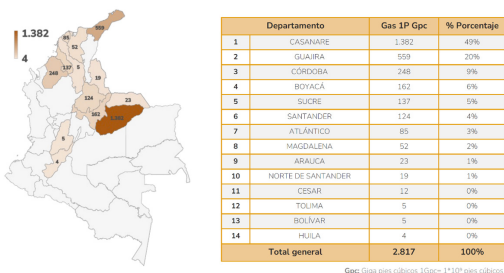 1.382
4
559
85
52
137
5
248
19
124
23
162
1.382
5
4
Departamento Gas 1P Gpc % Porcentaje
1 CASANARE 1.382 49%
2 GUAJIRA 559 20%
3 CÓRDOBA 248 9%
4 BOYACÁ 162 6%
5 SUCRE 137 5%
6 SANTANDER 124 4%
7 ATLÁNTICO 85 3%
8 MAGDALENA 52 2%
9 ARAUCA 23 1%
10 NORTE DE SANTANDER 19 1%
11 CESAR 12 0%
12 TOLIMA 5 0%
13 BOLÍVAR 5 0%
14 HUILA 4 0%
Total general 2.817 100%
Gpc: Giga pies cúbicos 1Gpc= 1*10⁹ pies cúbicos